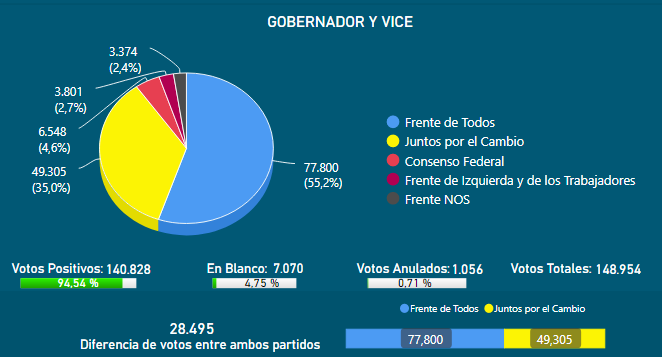 GOBERNADOR Y VICE
3.374
(2,4%)
3.801
(2,7%)
6.548
(4,6%)
49.305
(35,0%)
77.800
(55,2%)
Frente de Todos
Juntos por el Cambio
Consenso Federal
Frente de Izquierda y de los Trabajadores
Frente NOS
Votos Positivos: 140.828
94,54 %
En Blanco: 7.070
4,75 %
Votos Anulados: 1.056
0,71 %
Votos Totales: 148.954
Frente de Todos Juntos por el Cambio
28.495
Diferencia de votos entre ambos partidos
77,800 49,305